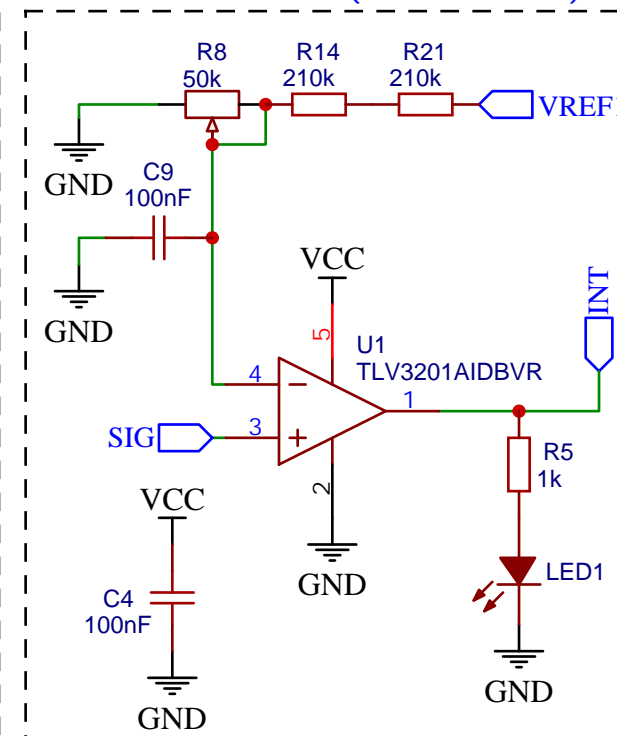 R8
50k
R14
210k
R21
210k
VREF1
GND
C9
100nF
GND
VCC
INT
5
U1
TLV3201AIDBVR
4
1
SIG
3
R5
1k
2
VCC
GND
LED1
C4
100nF
GND
GND